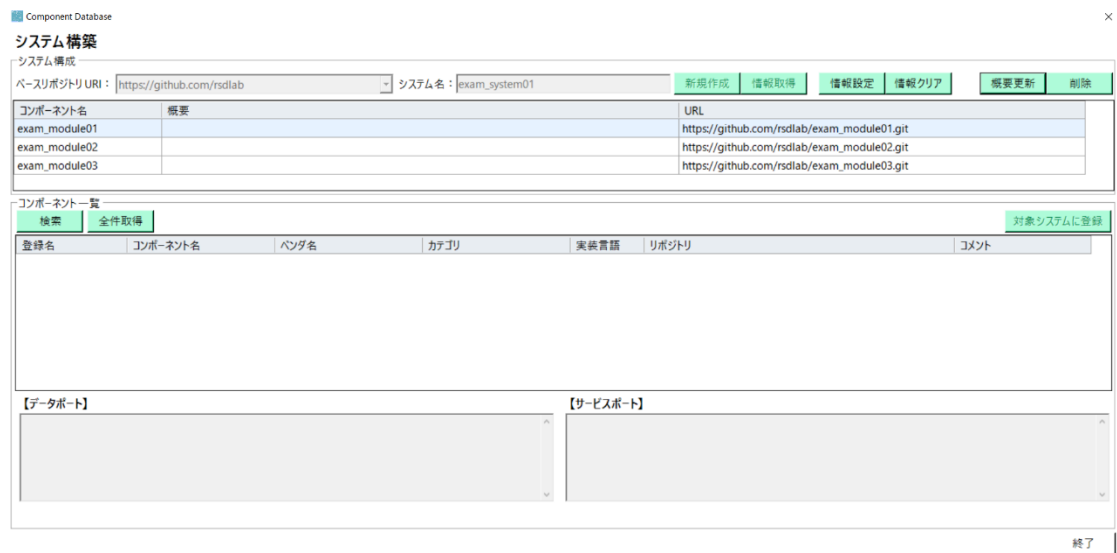 Component Database
システム構築
システム構成
ベースリポジトリ URI： https://github.com/rsdlab システム名： exam_system01 新規作成 情報取得 情報設定 情報クリア 概要更新 削除
コンポーネント名 概要 URL
exam_module01 https://github.com/rsdlab/exam_module01.git
exam_module02 https://github.com/rsdlab/exam_module02.git
exam_module03 https://github.com/rsdlab/exam_module03.git
コンポーネント一覧
検索 全件取得 対象システムに登録
登録名 コンポーネント名 ベンダ名 カテゴリ 実装言語 リポジトリ コメント
【データポート】 【サービスポート】
終了